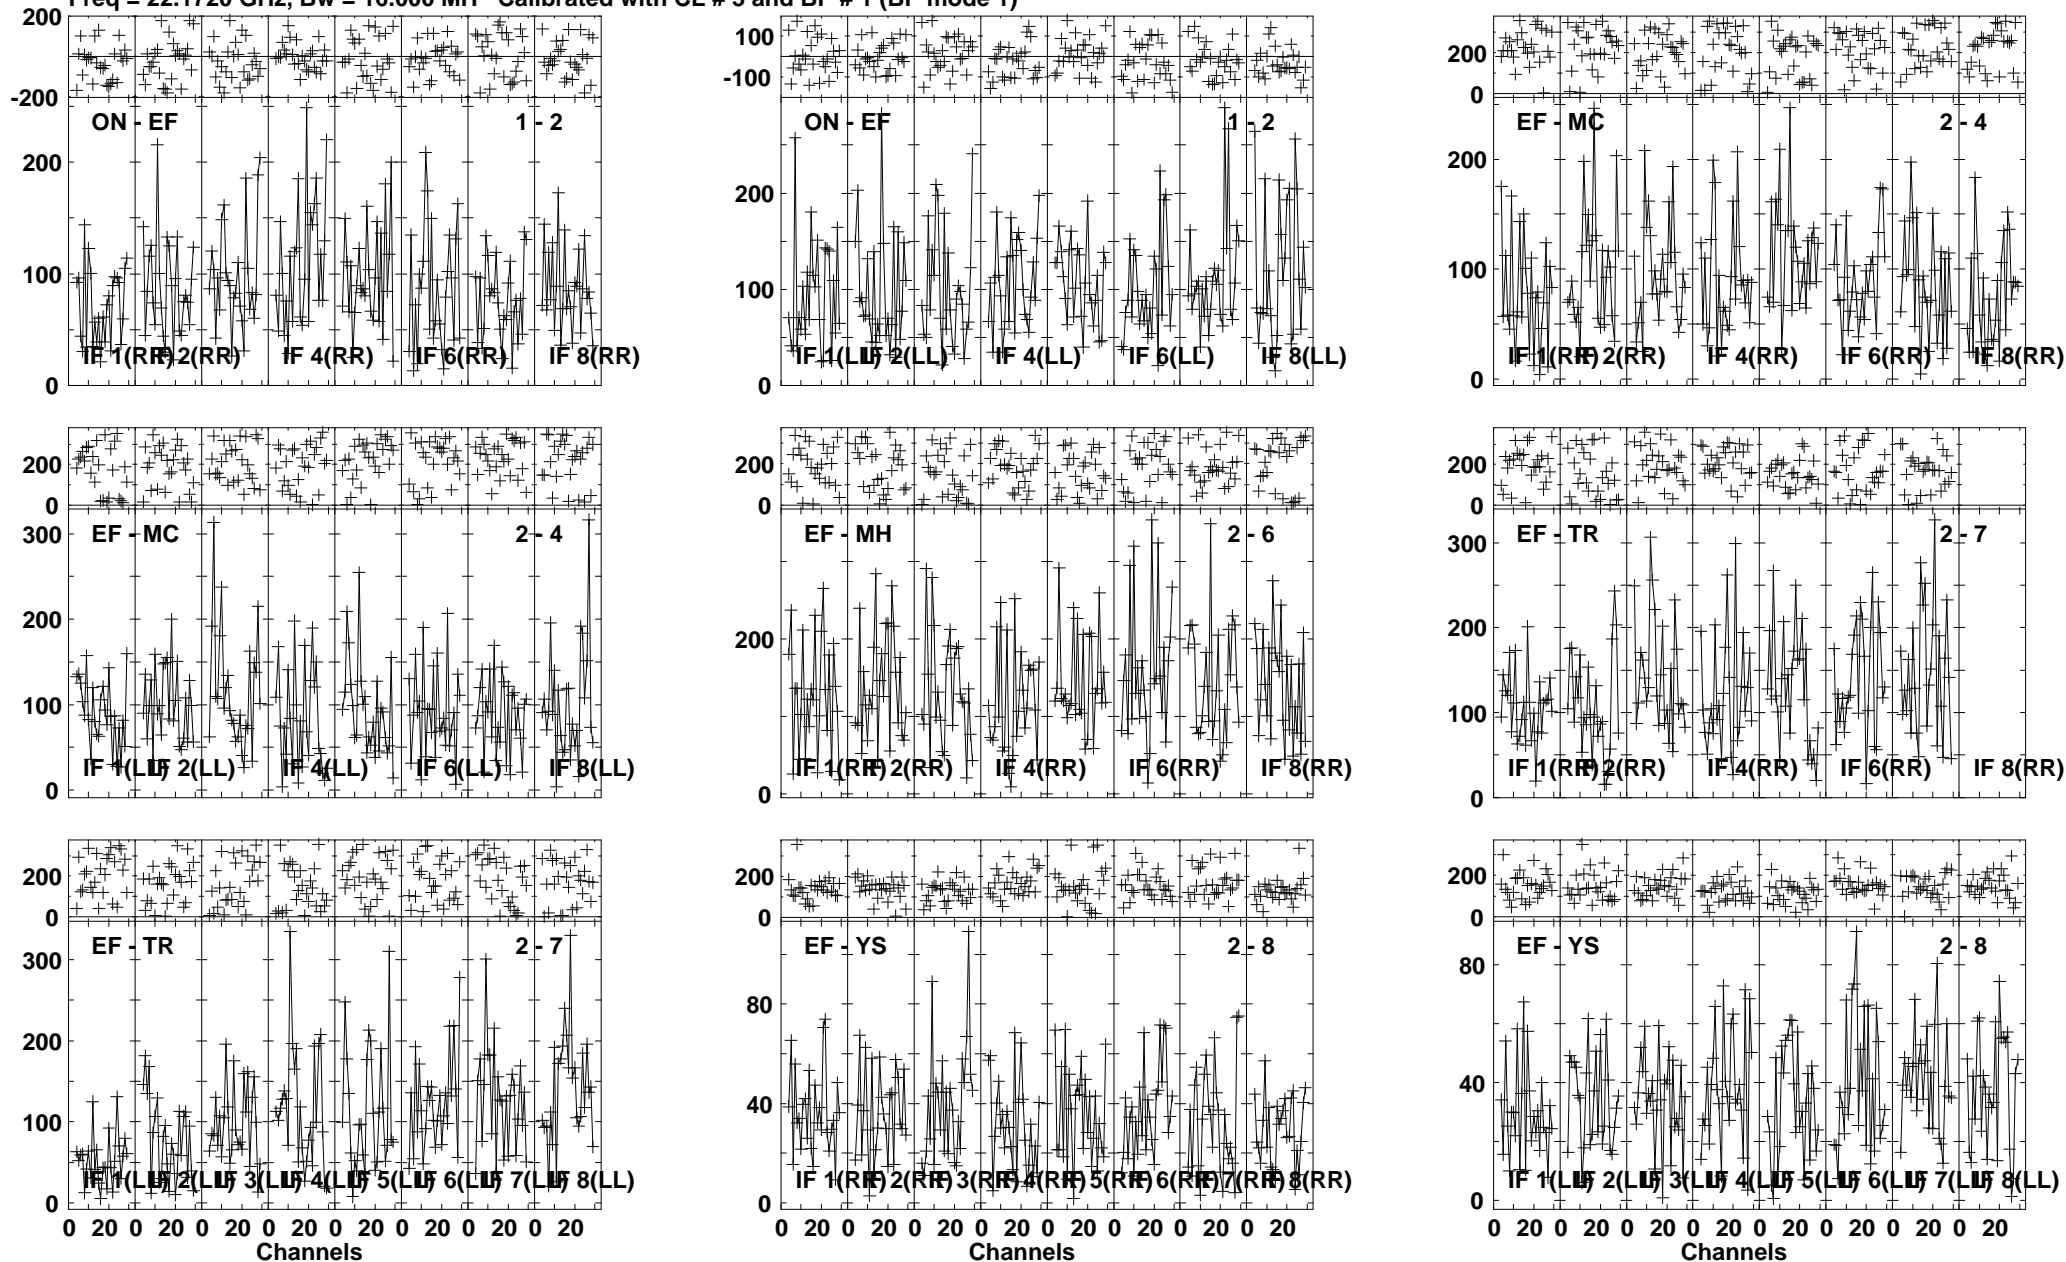 Freq = 22.1720 GHz, Bw = 16.000 MH Calibrated with CL # 3 and BP # 1 (BP mode 1)
200
-200
ON - EF 1 - 2
200
100
0
IF 1(RR) IF 2(RR) IF 4(RR) IF 6(RR) IF 8(RR)
100
-100
ON - EF 1 - 2
200
100
0
IF 1(LL) IF 2(LL) IF 4(LL) IF 6(LL) IF 8(LL)
200
0
EF - MC 2 - 4
200
100
0
IF 1(RR) IF 2(RR) IF 4(RR) IF 6(RR) IF 8(RR)
200
0
EF - MC 2 - 4
300
200
100
0
IF 1(LL) IF 2(LL) IF 4(LL) IF 6(LL) IF 8(LL)
200
0
EF - MH 2 - 6
200
0
IF 1(RR) IF 2(RR) IF 4(RR) IF 6(RR) IF 8(RR)
200
0
EF - TR 2 - 7
300
200
100
0
IF 1(RR) IF 2(RR) IF 4(RR) IF 6(RR) IF 8(RR)
200
0
EF - TR 2 - 7
300
200
100
0
IF 1(LL) IF 2(LL) IF 3(LL) IF 4(LL) IF 5(LL) IF 6(LL) IF 7(LL) IF 8(LL)
0 20 0 20 0 20 0 20 0 20 0 20 0 20 0 20
Channels
200
0
EF - YS 2 - 8
80
40
0
IF 1(RR) IF 2(RR) IF 3(RR) IF 4(RR) IF 5(RR) IF 6(RR) IF 7(RR) IF 8(RR)
0 20 0 20 0 20 0 20 0 20 0 20 0 20 0 20
Channels
200
0
EF - YS 2 - 8
80
40
0
IF 1(LL) IF 2(LL) IF 3(LL) IF 4(LL) IF 5(LL) IF 6(LL) IF 7(LL) IF 8(LL)
0 20 0 20 0 20 0 20 0 20 0 20 0 20 0 20
Channels